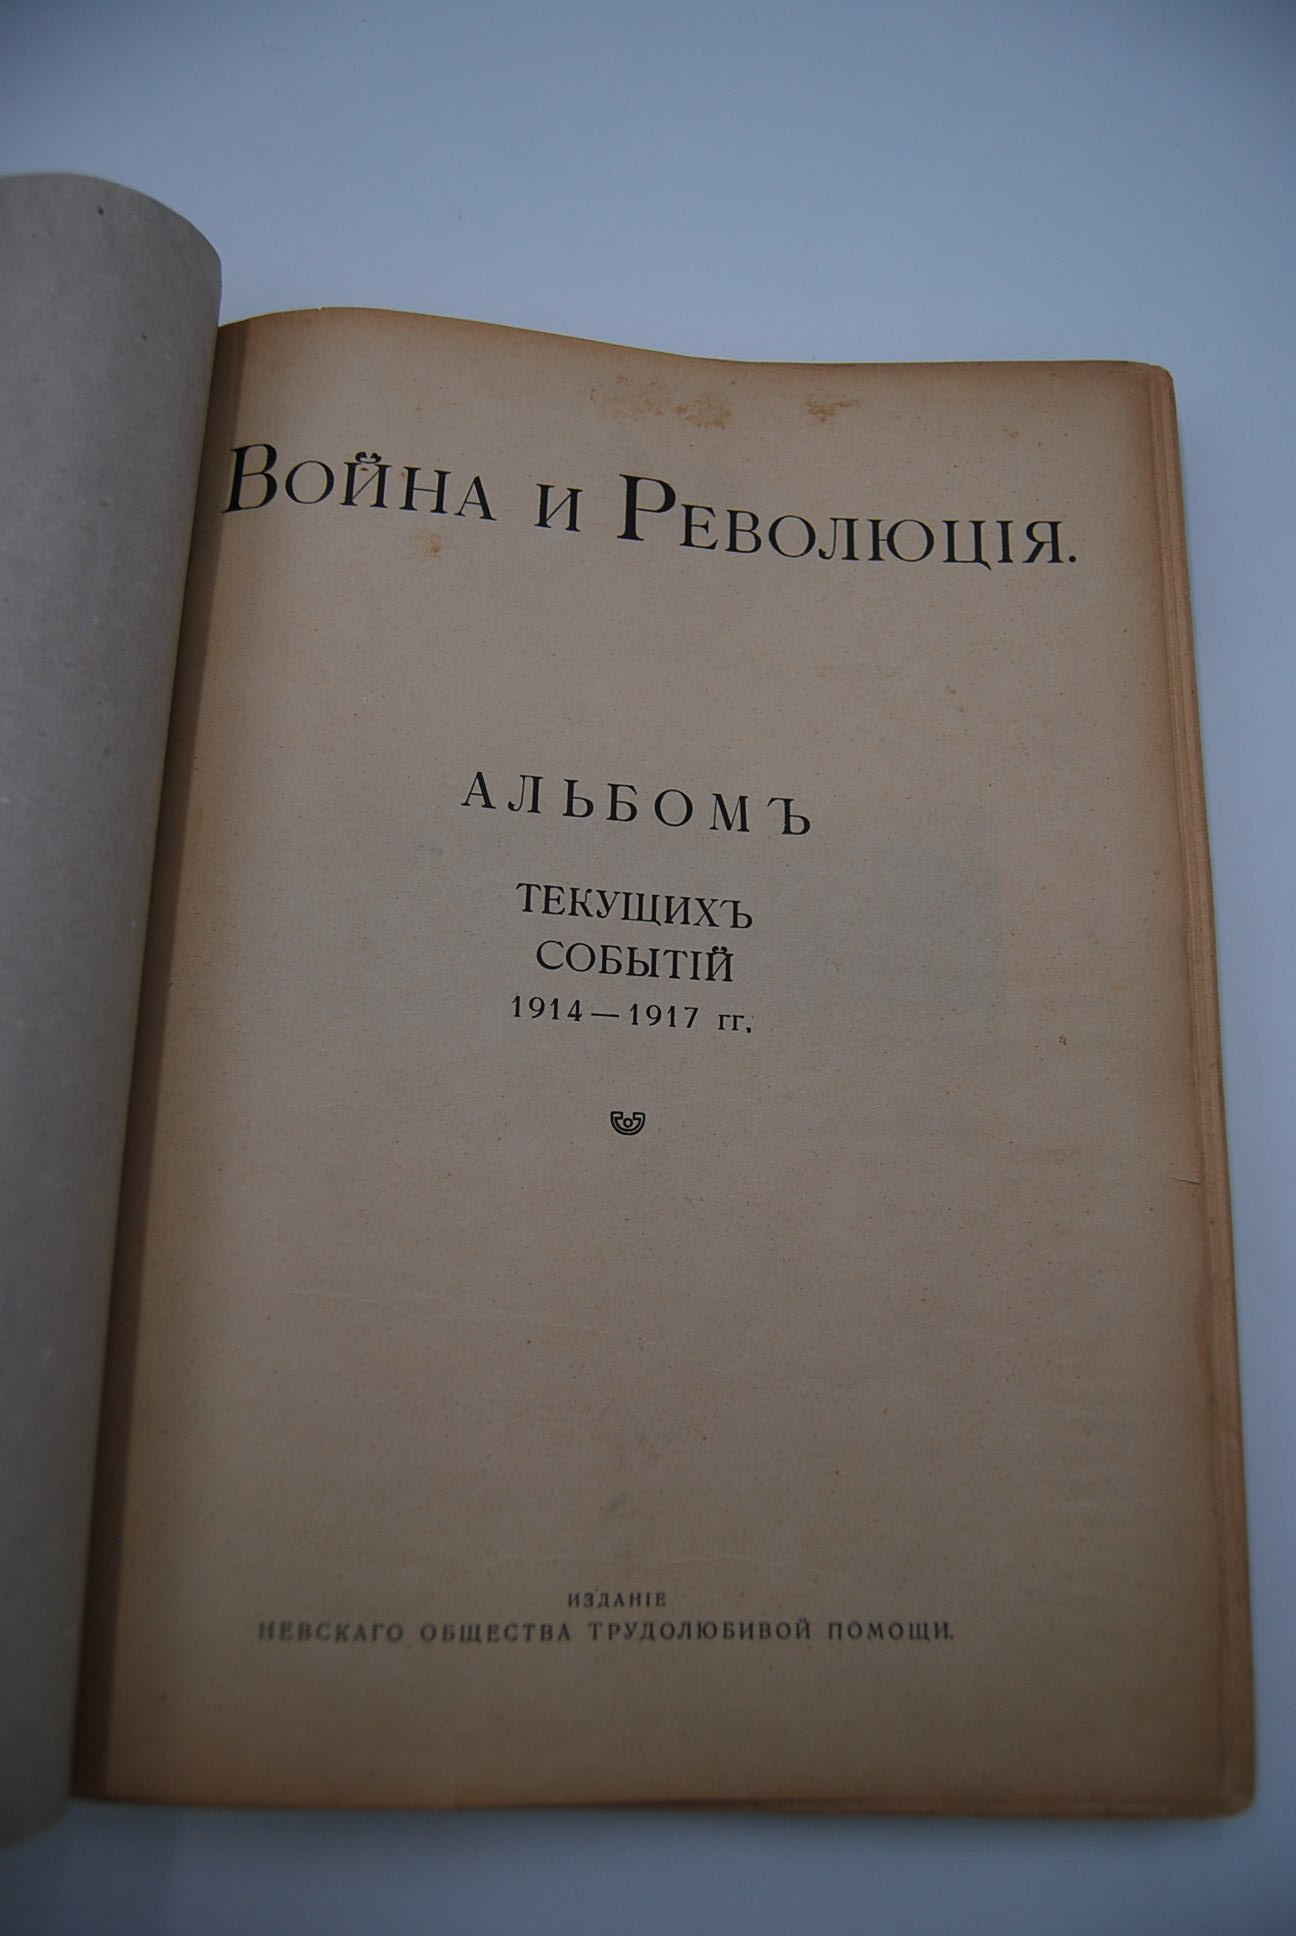 Война и Революція.
АЛЬБОМЪ
ТЕКУЩИХЪ
СОБЫТІЙ
1914—1917 гг.
ИЗДАНІЕ
НЕВСКАГО ОБЩЕСТВА ТРУДОЛЮБИВОЙ ПОМОЩИ.